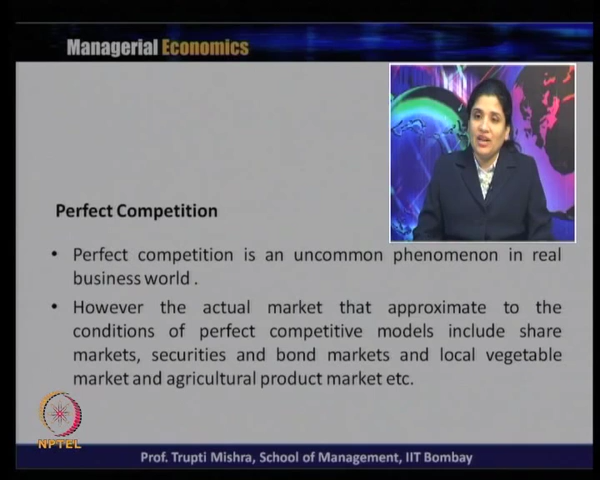 Managerial Economics
Perfect Competition
• Perfect competition is an uncommon phenomenon in real
business world .
• However the actual market that approximate to the
conditions of perfect competitive models include share
markets, securities and bond markets and local vegetable
market and agricultural product market etc.
NPTEL
Prof. Trupti Mishra, School of Management, IIT Bombay